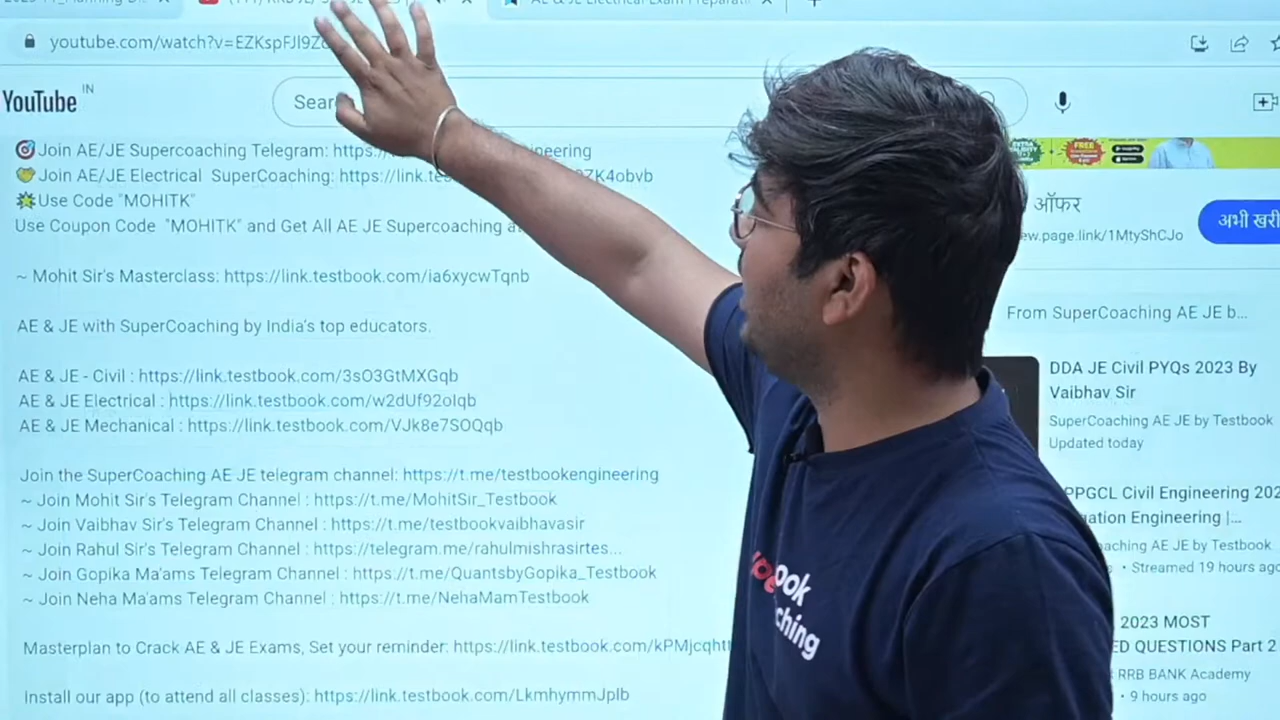 youtube.com/watch?v=EZKspFJl9Z
YouTube IN
Sear
Join AE/JE Supercoaching Telegram: https:/ ineering
Join AE/JE Electrical SuperCoaching: https://link.te ZK4obvb
Use Code "MOHITK"
Use Coupon Code "MOHITK" and Get All AE JE Supercoaching a
~ Mohit Sir's Masterclass: https://link.testbook.com/ia6xycwTqnb
AE & JE with SuperCoaching by India's top educators.
AE & JE - Civil : https://link.testbook.com/3sO3GtMXGqb
AE & JE Electrical : https://link.testbook.com/w2dUf92oIqb
AE & JE Mechanical : https://link.testbook.com/VJk8e7SOQqb
Join the SuperCoaching AE JE telegram channel: https://t.me/testbookengineering
~ Join Mohit Sir's Telegram Channel : https://t.me/MohitSir_Testbook
~ Join Vaibhav Sir's Telegram Channel : https://t.me/testbookvaibhavasir
~ Join Rahul Sir's Telegram Channel : https://telegram.me/rahulmishrasirtes...
~ Join Gopika Ma'ams Telegram Channel : https://t.me/QuantsbyGopika_Testbook
~ Join Neha Ma'ams Telegram Channel : https://t.me/NehaMamTestbook
Masterplan to Crack AE & JE Exams, Set your reminder: https://link.testbook.com/kPMjcqhtt
Install our app (to attend all classes): https://link.testbook.com/LkmhymmJplb
FREE
ऑफर
ew.page.link/1MtyShCJo
अभी खरी
From SuperCoaching AE JE b...
DDA JE Civil PYQs 2023 By
Vaibhav Sir
SuperCoaching AE JE by Testbook
Updated today
PPGCL Civil Engineering 202
gation Engineering |...
aching AE JE by Testbook
s • Streamed 19 hours ago
2023 MOST
ED QUESTIONS Part 2
RRB BANK Academy
• 9 hours ago
ook
ching